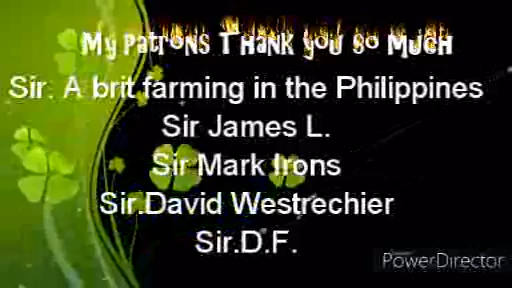 My Patrons Thank you so Much
Sir. A brit farming in the Philippines
Sir James L.
Sir Mark Irons
Sir.David Westrechier
Sir.D.F.
PowerDirector